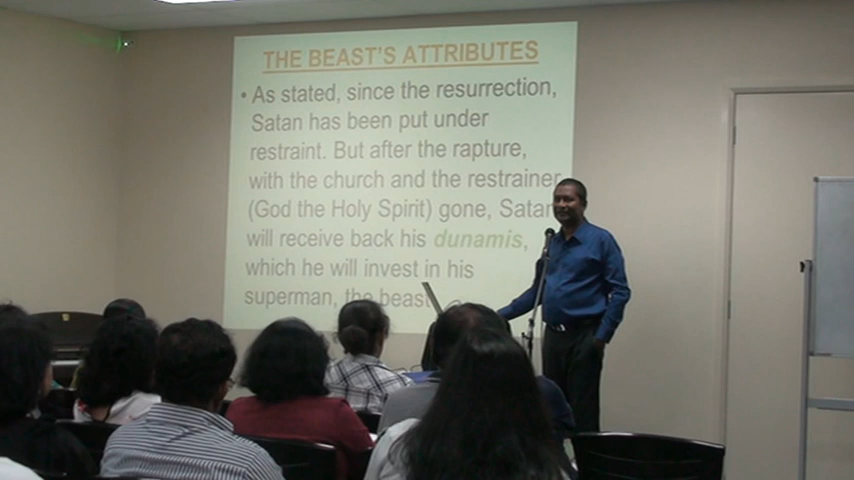 THE BEAST'S ATTRIBUTES
• As stated, since the resurrection,
Satan has been put under
restraint. But after the rapture,
with the church and the restrainer
(God the Holy Spirit) gone, Satan
will receive back his dunamis,
which he will invest in his
superman, the beast